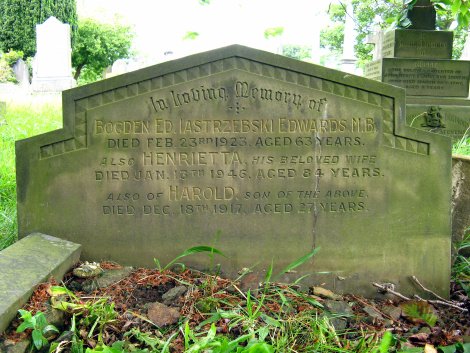 In Loving Memory of
BOGDEN ED. IASTRZEBSKI EDWARDS M.B.
DIED FEB. 23RD 1923, AGED 63 YEARS.
ALSO HENRIETTA, HIS BELOVED WIFE
DIED JAN. 13TH 1946, AGED 84 YEARS.
ALSO OF HAROLD, SON OF THE ABOVE,
DIED DEC. 18TH 1917, AGED 27 YEARS.